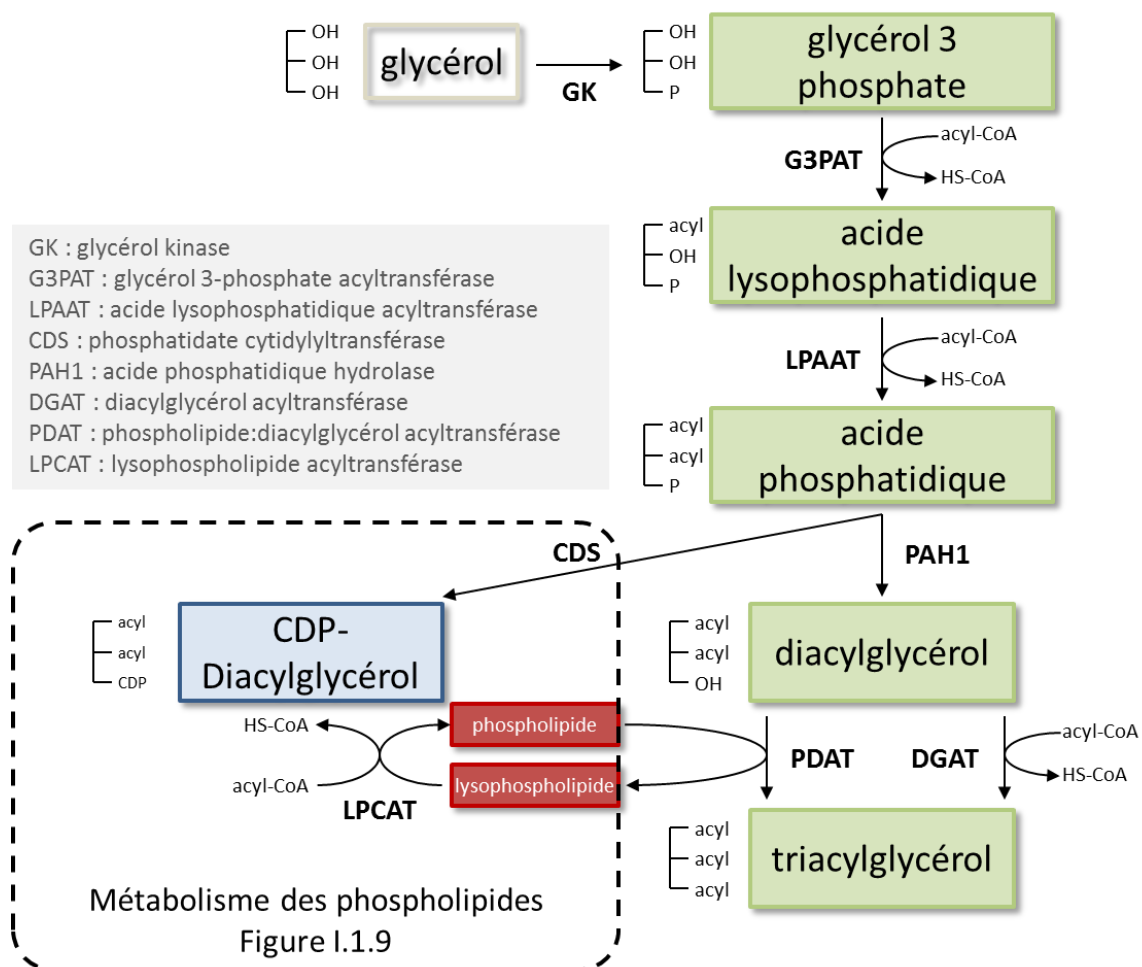 OH
OH
OH
glycérol
GK
OH
OH
P
glycérol 3
phosphate
G3PAT
acyl-CoA
HS-CoA
GK : glycérol kinase
G3PAT : glycérol 3-phosphate acyltransférase
LPAAT : acide lysophosphatidique acyltransférase
CDS : phosphatidate cytidylyltransférase
PAH1 : acide phosphatidique hydrolase
DGAT : diacylglycérol acyltransférase
PDAT : phospholipide:diacylglycérol acyltransférase
LPCAT : lysophospholipide acyltransférase
acyl
OH
P
acide
lysophosphatidique
LPAAT
acyl-CoA
HS-CoA
acyl
acyl
P
acide
phosphatidique
CDS
PAH1
acyl
acyl
CDP
CDP-
Diacylglycérol
acyl
acyl
OH
diacylglycérol
HS-CoA
phospholipide
acyl-CoA
lysophospholipide
LPCAT
PDAT
DGAT
acyl-CoA
HS-CoA
acyl
acyl
acyl
triacylglycérol
Métabolisme des phospholipides
Figure I.1.9